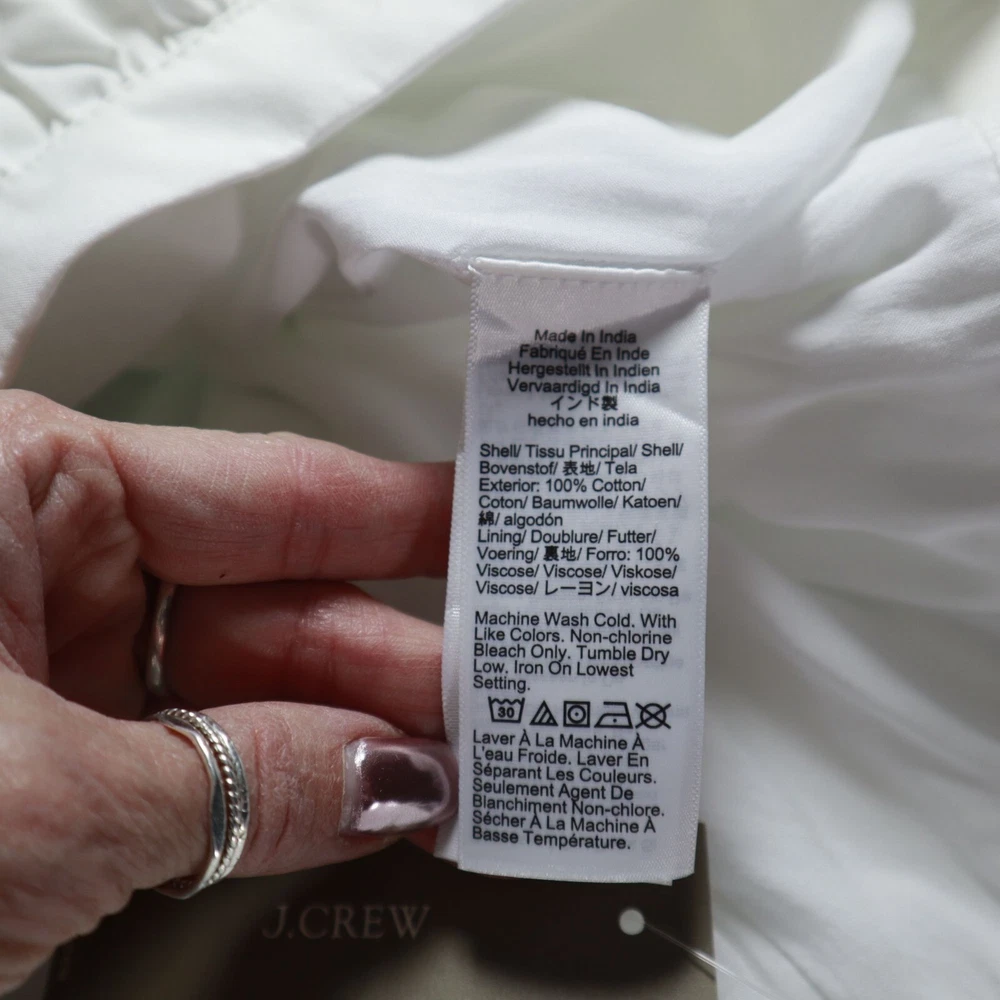 Made In India
Fabriqué En Inde
Hergestellt In Indien
Vervaardigd In India
インド製
hecho en india
Shell/ Tissu Principal/ Shell/
Bovenstof/ 表地/ Tela
Exterior: 100% Cotton/
Coton/ Baumwolle/ Katoen/
綿/ algodón
Lining/ Doublure/ Futter/
Voering/ 裏地/ Forro: 100%
Viscose/ Viscose/ Viskose/
Viscose/ レーヨン/ viscosa
Machine Wash Cold. With
Like Colors. Non-chlorine
Bleach Only. Tumble Dry
Low. Iron On Lowest
Setting.
30
Laver À La Machine À
L'eau Froide. Laver En
Séparant Les Couleurs.
Seulement Agent De
Blanchiment Non-chlore.
Sécher À La Machine À
Basse Température.
J.CREW